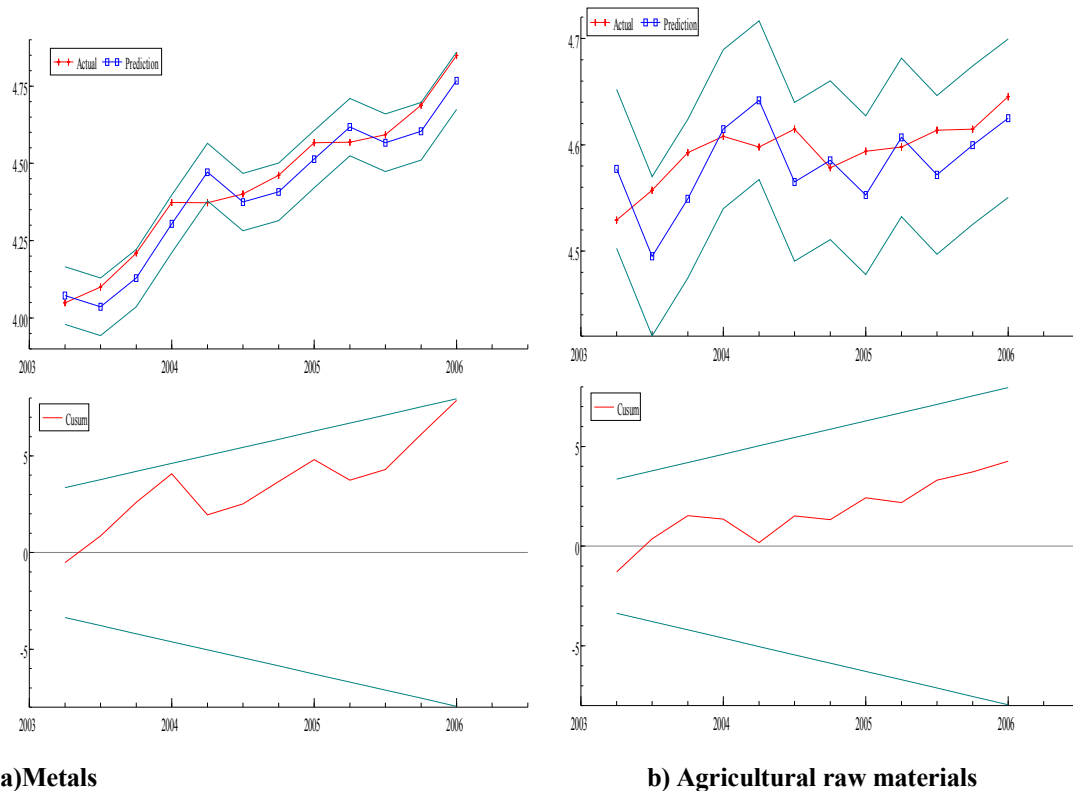 Actual Prediction
4.75
4.50
4.25
4.00
2003 2004 2005 2006
Actual Prediction
4.7
4.6
4.5
2003 2004 2005 2006
Cusum
5
0
-5
2003 2004 2005 2006
Cusum
5
0
-5
2003 2004 2005 2006
a)Metals
b) Agricultural raw materials